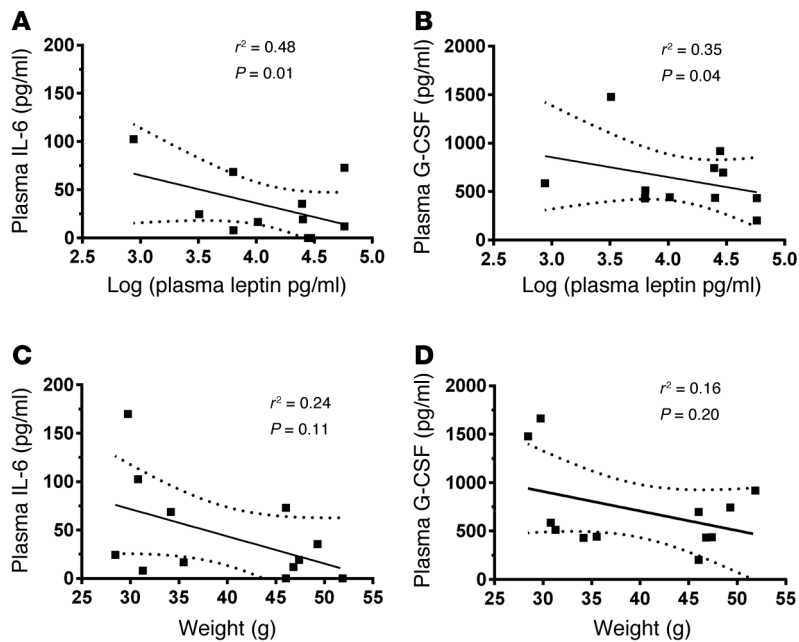 A
Plasma IL-6 (pg/ml)
200
150
100
50
0
r² = 0.48
P = 0.01
2.5 3.0 3.5 4.0 4.5 5.0
Log (plasma leptin pg/ml)
B
Plasma G-CSF (pg/ml)
2000
1500
1000
500
0
r² = 0.35
P = 0.04
2.5 3.0 3.5 4.0 4.5 5.0
Log (plasma leptin pg/ml)
C
Plasma IL-6 (pg/ml)
200
150
100
50
0
r² = 0.24
P = 0.11
25 30 35 40 45 50 55
Weight (g)
D
Plasma G-CSF (pg/ml)
2000
1500
1000
500
0
r² = 0.16
P = 0.20
25 30 35 40 45 50 55
Weight (g)